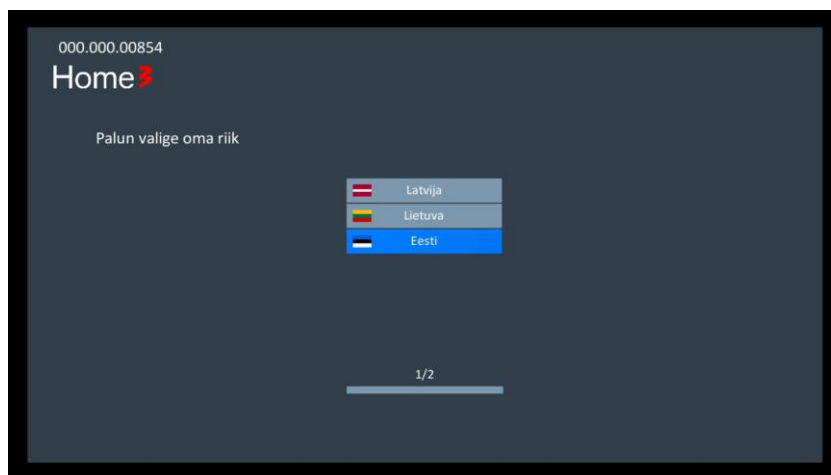 000.000.00854
Home3
Palun valige oma riik
Latvija
Lietuva
Eesti
1/2